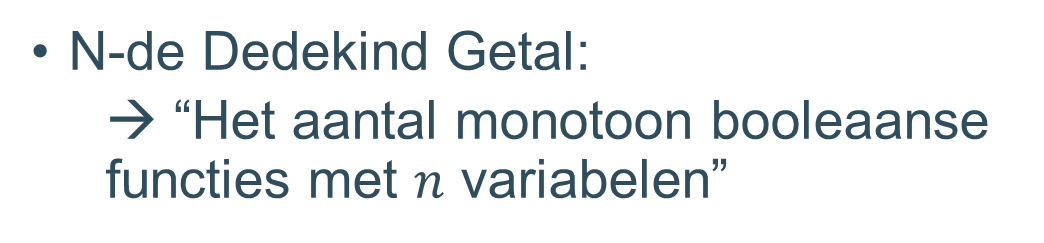 • N-de Dedekind Getal:
→ “Het aantal monotoon booleaanse
functies met 𝑛 variabelen”